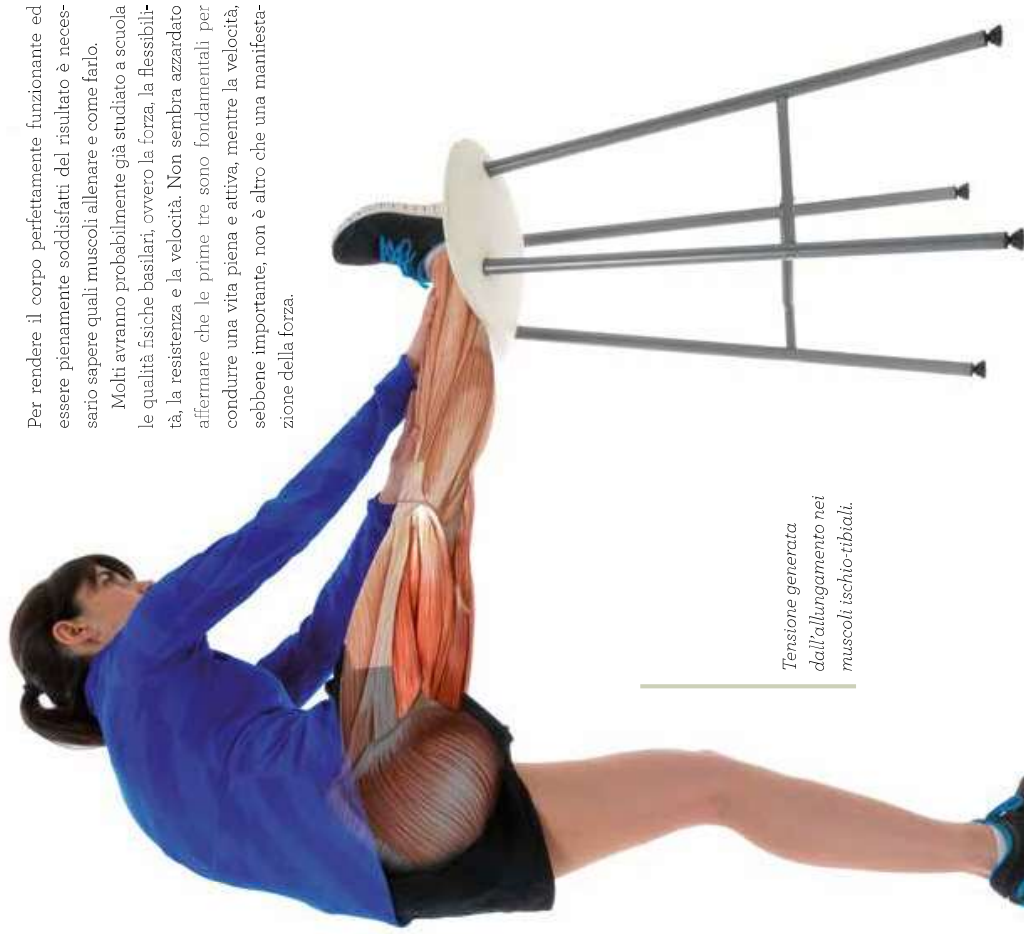 Per rendere il corpo perfettamente funzionante ed
essere pienamente soddisfatti del risultato è neces-
sario sapere quali muscoli allenare e come farlo.
Molti avranno probabilmente già studiato a scuola
le qualità fisiche basilari, ovvero la forza, la flessibili-
tà, la resistenza e la velocità. Non sembra azzardato
affermare che le prime tre sono fondamentali per
condurre una vita piena e attiva, mentre la velocità,
sebbene importante, non è altro che una manifesta-
zione della forza.
Tensione generata
dall'allungamento nei
muscoli ischio-tibiali.